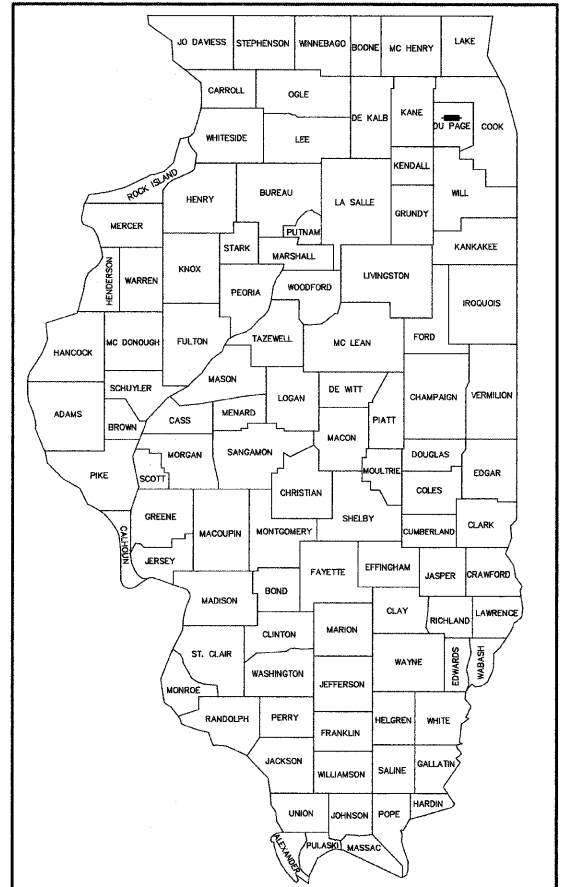 JO DAVIESS STEPHENSON WINNEBAGO BOONE MC HENRY LAKE
CARROLL OGLE DE KALB KANE DU PAGE COOK
WHITESIDE LEE
KENDALL
ROCK ISLAND HENRY BUREAU LA SALLE GRUNDY WILL
MERCER PUTNAM
STARK MARSHALL KANKAKEE
HENDERSON WARREN KNOX PEORIA WOODFORD LIVINGSTON IROQUOIS
HANCOCK MC DONOUGH FULTON TAZEWELL MC LEAN FORD
MASON
SCHUYLER LOGAN DE WITT CHAMPAIGN VERMILION
ADAMS BROWN CASS MENARD PIATT
MACON
PIKE MORGAN SANGAMON DOUGLAS
SCOTT MOULTRIE EDGAR
CHRISTIAN COLES
GREENE MACOUPIN MONTGOMERY SHELBY CUMBERLAND CLARK
CALHOUN JERSEY FAYETTE EFFINGHAM JASPER CRAWFORD
MADISON BOND
CLAY RICHLAND LAWRENCE
CLINTON MARION
ST. CLAIR WAYNE EDWARDS WABASH
WASHINGTON
MONROE JEFFERSON
RANDOLPH PERRY HELGREN WHITE
FRANKLIN
JACKSON WILLIAMSON SALINE GALLATIN
HARDIN
UNION JOHNSON POPE
ALEXANDER PULASKI MASSAC